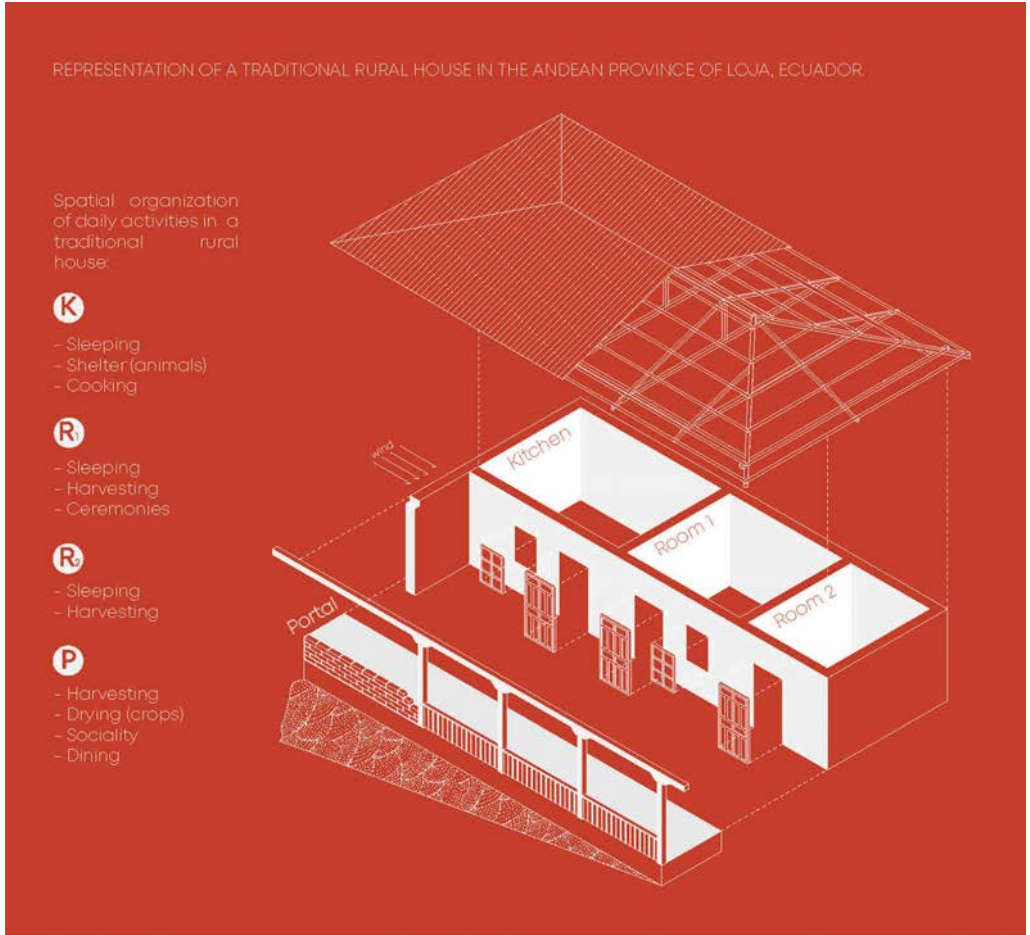 REPRESENTATION OF A TRADITIONAL RURAL HOUSE IN THE ANDEAN PROVINCE OF LOJA, ECUADOR.
Spatial organization
of daily activities in a
traditional rural
house:
K
- Sleeping
- Shelter (animals)
- Cooking
R1
- Sleeping
- Harvesting
- Ceremonies
R2
- Sleeping
- Harvesting
P
- Harvesting
- Drying (crops)
- Sociality
- Dining
wind
Kitchen
Room 1
Room 2
Portal